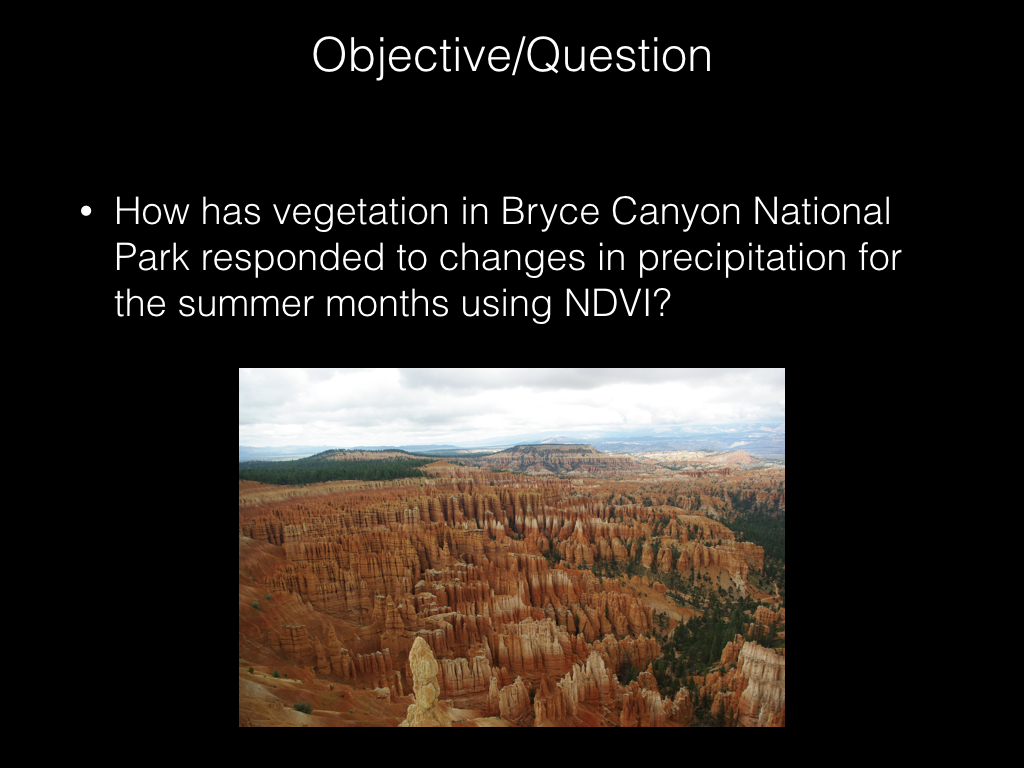 Objective/Question
• How has vegetation in Bryce Canyon National
Park responded to changes in precipitation for
the summer months using NDVI?